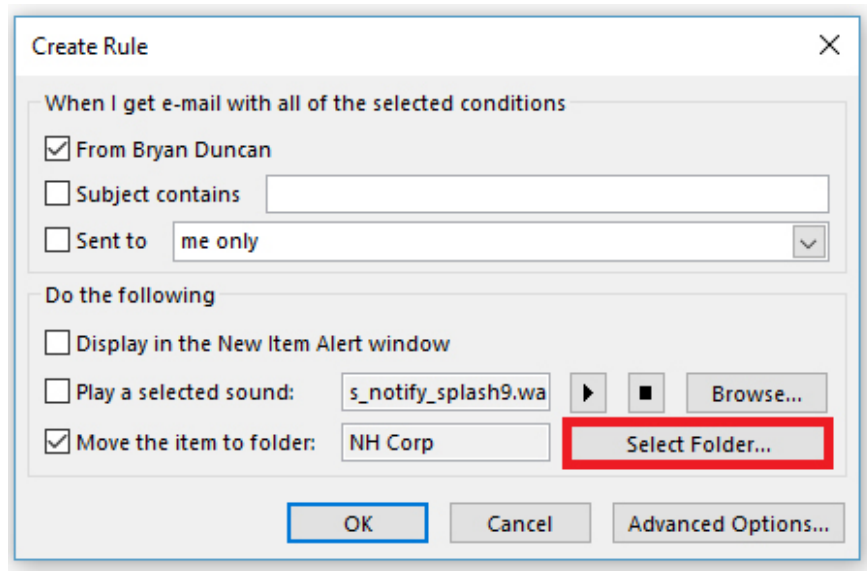 Create Rule
When I get e-mail with all of the selected conditions
From Bryan Duncan
Subject contains
Sent to me only
Do the following
Display in the New Item Alert window
Play a selected sound: s_notify_splash9.wa Browse...
Move the item to folder: NH Corp Select Folder...
OK Cancel Advanced Options...